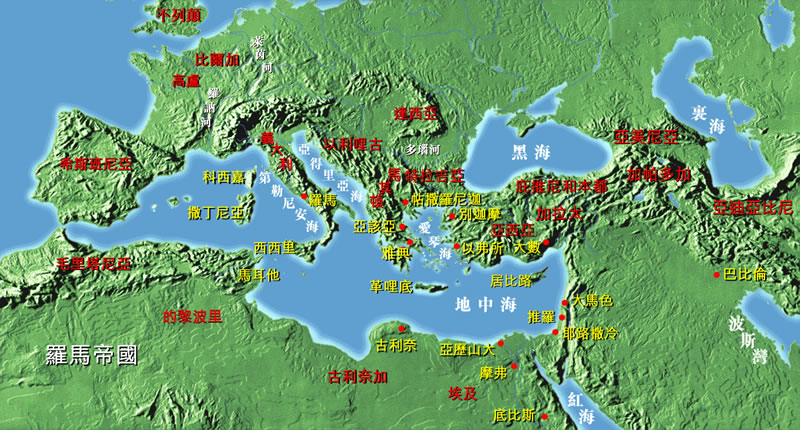 不列顛
比爾加
高盧
萊茵河
羅訥河
達西亞
亞美尼亞
裏海
希斯班尼亞
義大利
亞得里亞海
以利哩古
多瑙河
黑海
馬其頓
特拉吉亞
庇推尼和本都
加帕多加
科西嘉
第勒尼安海
羅馬
帖撒羅尼迦
別迦摩
加拉太
亞迪亞比尼
撒丁尼亞
亞該亞
愛琴海
亞西亞
西西里
雅典
以弗所
大數
毛里塔尼亞
馬耳他
革哩底
居比路
巴比倫
地中海
大馬色
的黎波里
推羅
波斯灣
古利奈
亞歷山大
耶路撒冷
羅馬帝國
古利奈加
摩弗
埃及
紅海
底比斯